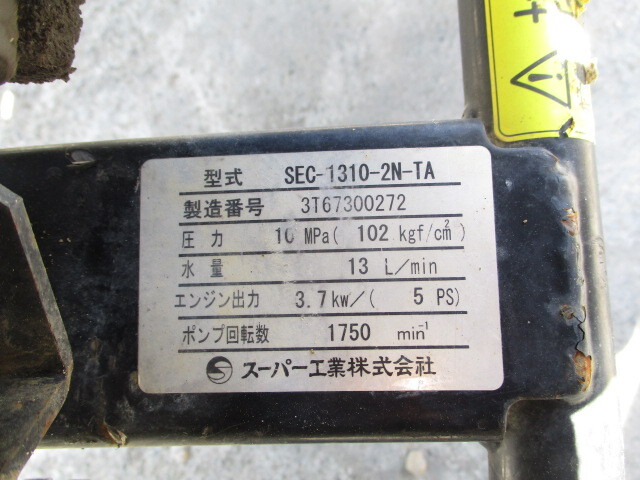 型式 SEC-1310-2N-TA
製造番号 3T67300272
圧力 10 MPa( 102 kgf/cm²)
水量 13 L/min
エンジン出力 3.7kw/( 5 PS)
ポンプ回転数 1750 min⁻¹
スーパー工業株式会社